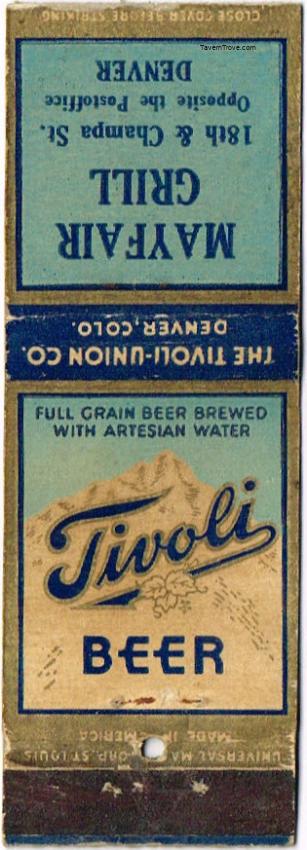 CLOSE COVER BEFORE STRIKING
TavernTrove.com
MAYFAIR
GRILL
18th & Champa St.
Opposite the Postoffice
DENVER
THE TIVOLI-UNION CO.
DENVER, COLO.
FULL GRAIN BEER BREWED
WITH ARTESIAN WATER
Tivoli
BEER
MADE IN AMERICA
UNIVERSAL MA CORP. ST. LOUIS